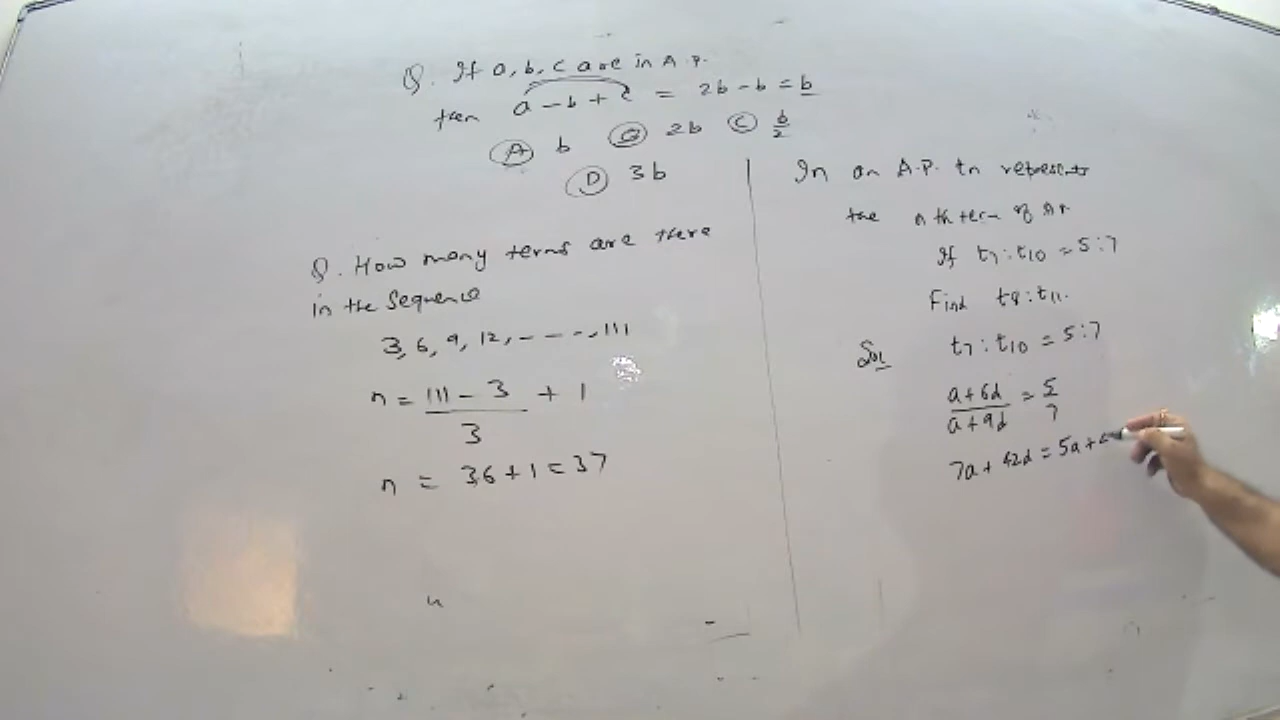 Q. If a, b, c are in A.P.
then a - b + c = 2b - b = b
(A) b (B) 2b (C) b/2
(D) 3b
Q. How many terms are there
in the Sequence
3, 6, 9, 12, - - - -, 111
n = 111 - 3 / 3 + 1
n = 36 + 1 = 37
In an A.P. tn represents
the nth term of A.P.
If t7 : t10 = 5 : 7
Find t8 : t11.
Sol t7 : t10 = 5 : 7
a + 6d / a + 9d = 5 / 7
7a + 42d = 5a +